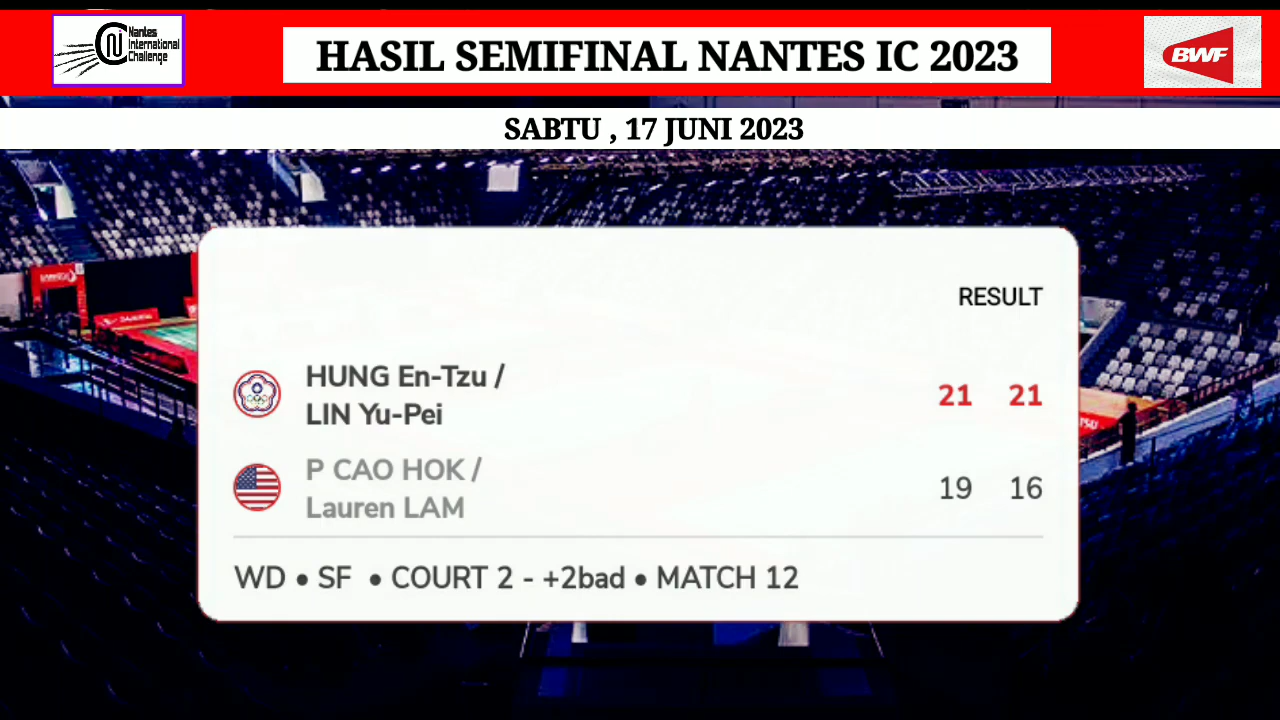 Nantes
International
Challenge
HASIL SEMIFINAL NANTES IC 2023
BWF
SABTU , 17 JUNI 2023
RESULT
HUNG En-Tzu /
LIN Yu-Pei
21 21
P CAO HOK /
Lauren LAM
19 16
WD • SF • COURT 2 - +2bad • MATCH 12